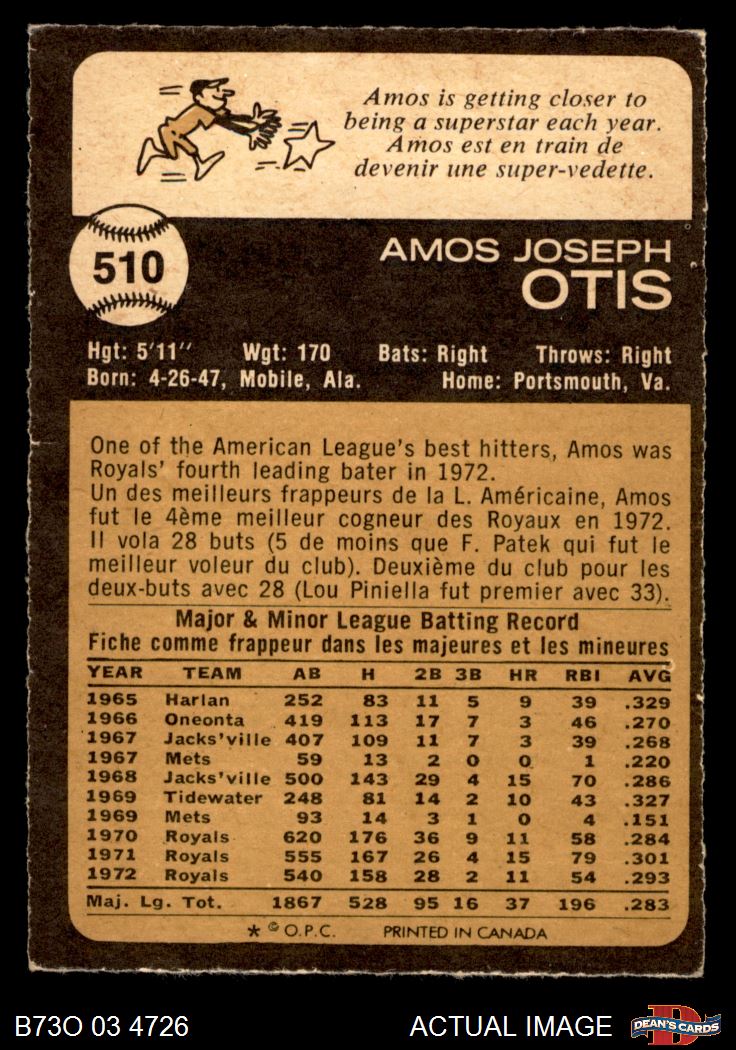 Amos is getting closer to
being a superstar each year.
Amos est en train de
devenir une super-vedette.
510
AMOS JOSEPH
OTIS
Hgt: 5'11" Wgt: 170 Bats: Right Throws: Right
Born: 4-26-47, Mobile, Ala. Home: Portsmouth, Va.
One of the American League's best hitters, Amos was
Royals' fourth leading bater in 1972.
Un des meilleurs frappeurs de la L. Américaine, Amos
fut le 4ème meilleur cogneur des Royaux en 1972.
Il vola 28 buts (5 de moins que F. Patek qui fut le
meilleur voleur du club). Deuxième du club pour les
deux-buts avec 28 (Lou Piniella fut premier avec 33).
Major & Minor League Batting Record
Fiche comme frappeur dans les majeures et les mineures
YEAR TEAM AB H 2B 3B HR RBI AVG
1965 Harlan 252 83 11 5 9 39 .329
1966 Oneonta 419 113 17 7 3 46 .270
1967 Jacks'ville 407 109 11 7 3 39 .268
1967 Mets 59 13 2 0 0 1 .220
1968 Jacks'ville 500 143 29 4 15 70 .286
1969 Tidewater 248 81 14 2 10 43 .327
1969 Mets 93 14 3 1 0 4 .151
1970 Royals 620 176 36 9 11 58 .284
1971 Royals 555 167 26 4 15 79 .301
1972 Royals 540 158 28 2 11 54 .293
Maj. Lg. Tot. 1867 528 95 16 37 196 .283
* © O.P.C. PRINTED IN CANADA
B73O 03 4726 ACTUAL IMAGE D DEAN'S CARDS